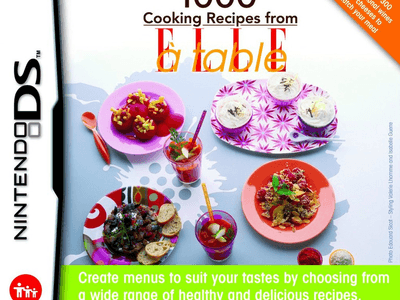 1000
Cooking Recipes from
ELLE
à table
NINTENDO DS™
Create menus to suit your tastes by choosing from
a wide range of healthy and delicious recipes.